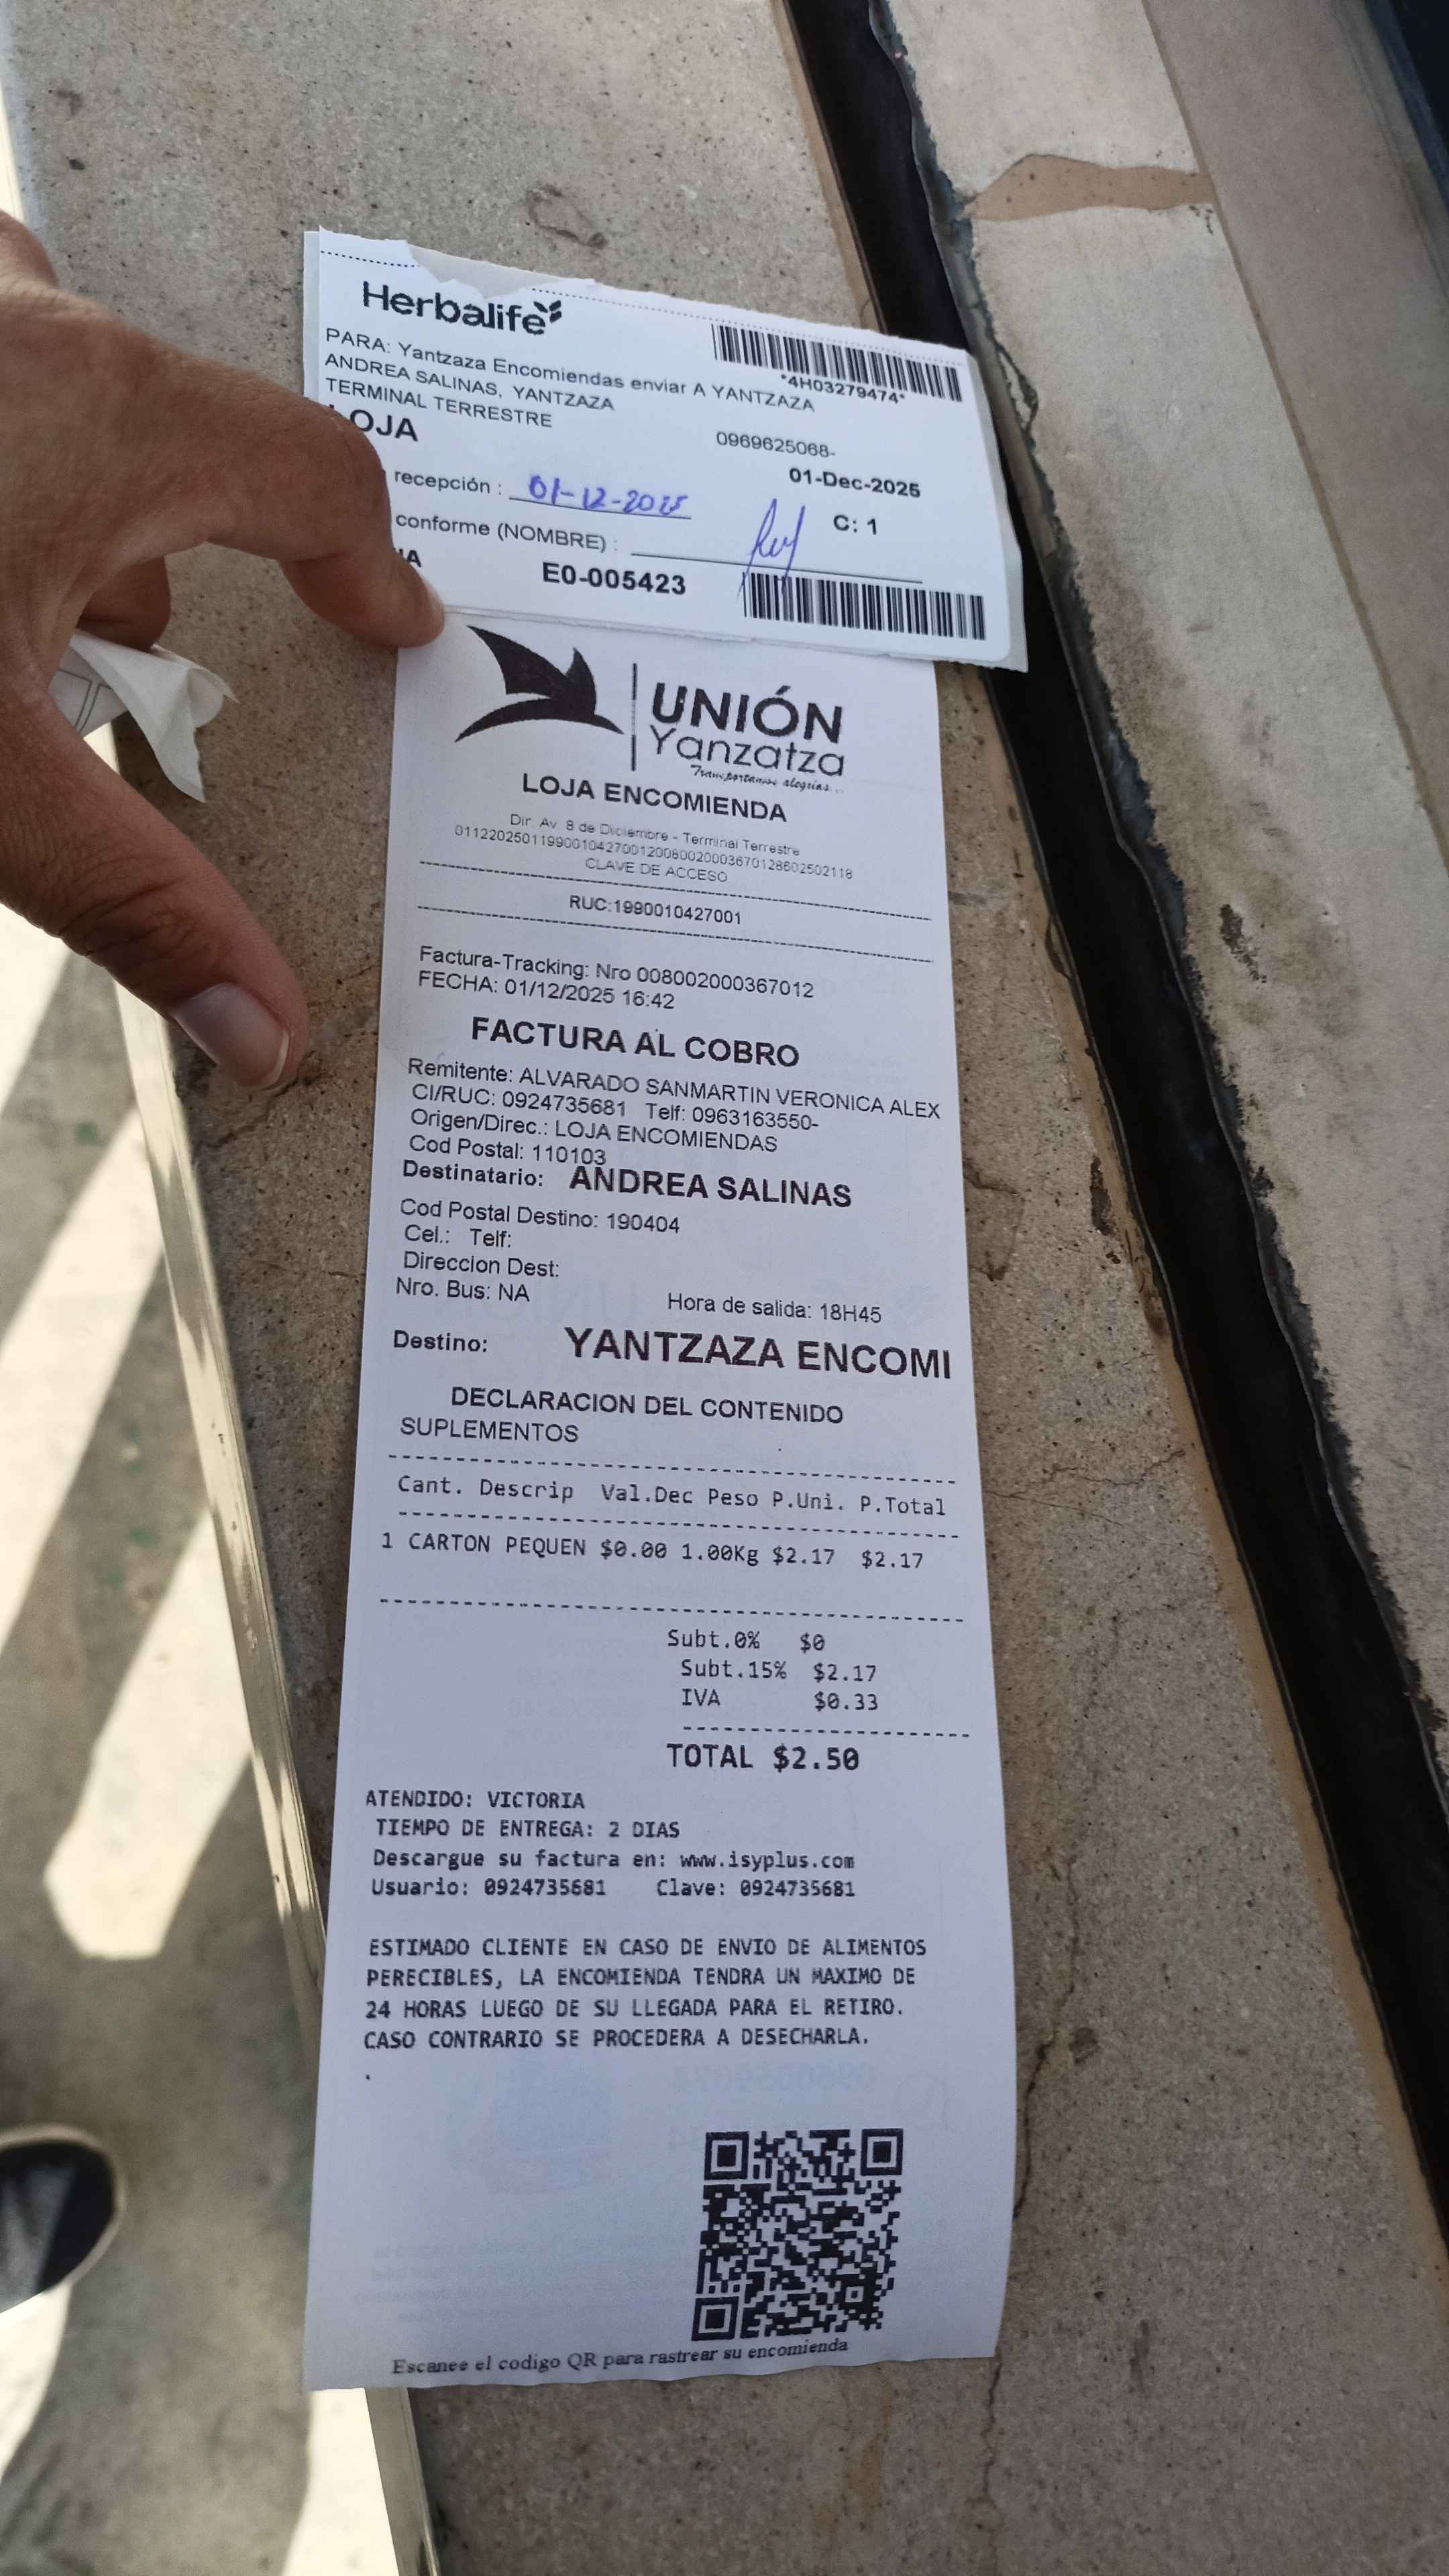 Herbalife
*4H03279474*
PARA: Yantzaza Encomiendas enviar A YANTZAZA
ANDREA SALINAS, YANTZAZA
TERMINAL TERRESTRE
LOJA
0969625068-
01-Dec-2025
recepción : 01-12-2025
C: 1
conforme (NOMBRE) :
E0-005423
UNIÓN
Yanzatza
Transportamos alegrías...
LOJA ENCOMIENDA
Dir. Av. 8 de Diciembre - Terminal Terrestre
CLAVE DE ACCESO
RUC:1990010427001
Factura-Tracking: Nro 008002000367012
FECHA: 01/12/2025 16:42
FACTURA AL COBRO
Remitente: ALVARADO SANMARTIN VERONICA ALEX
CI/RUC: 0924735681 Telf: 0963163550-
Origen/Direc.: LOJA ENCOMIENDAS
Cod Postal: 110103
Destinatario: ANDREA SALINAS
Cod Postal Destino: 190404
Cel.: Telf:
Direccion Dest:
Nro. Bus: NA Hora de salida: 18H45
Destino: YANTZAZA ENCOMI
DECLARACION DEL CONTENIDO
SUPLEMENTOS
Cant. Descrip Val.Dec Peso P.Uni. P.Total
1 CARTON PEQUEN $0.00 1.00Kg $2.17 $2.17
Subt.0% $0
Subt.15% $2.17
IVA $0.33
TOTAL $2.50
ATENDIDO: VICTORIA
TIEMPO DE ENTREGA: 2 DIAS
Descargue su factura en: www.isyplus.com
Usuario: 0924735681 Clave: 0924735681
ESTIMADO CLIENTE EN CASO DE ENVIO DE ALIMENTOS
PERECIBLES, LA ENCOMIENDA TENDRA UN MAXIMO DE
24 HORAS LUEGO DE SU LLEGADA PARA EL RETIRO.
CASO CONTRARIO SE PROCEDERA A DESECHARLA.
Escanee el codigo QR para rastrear su encomienda